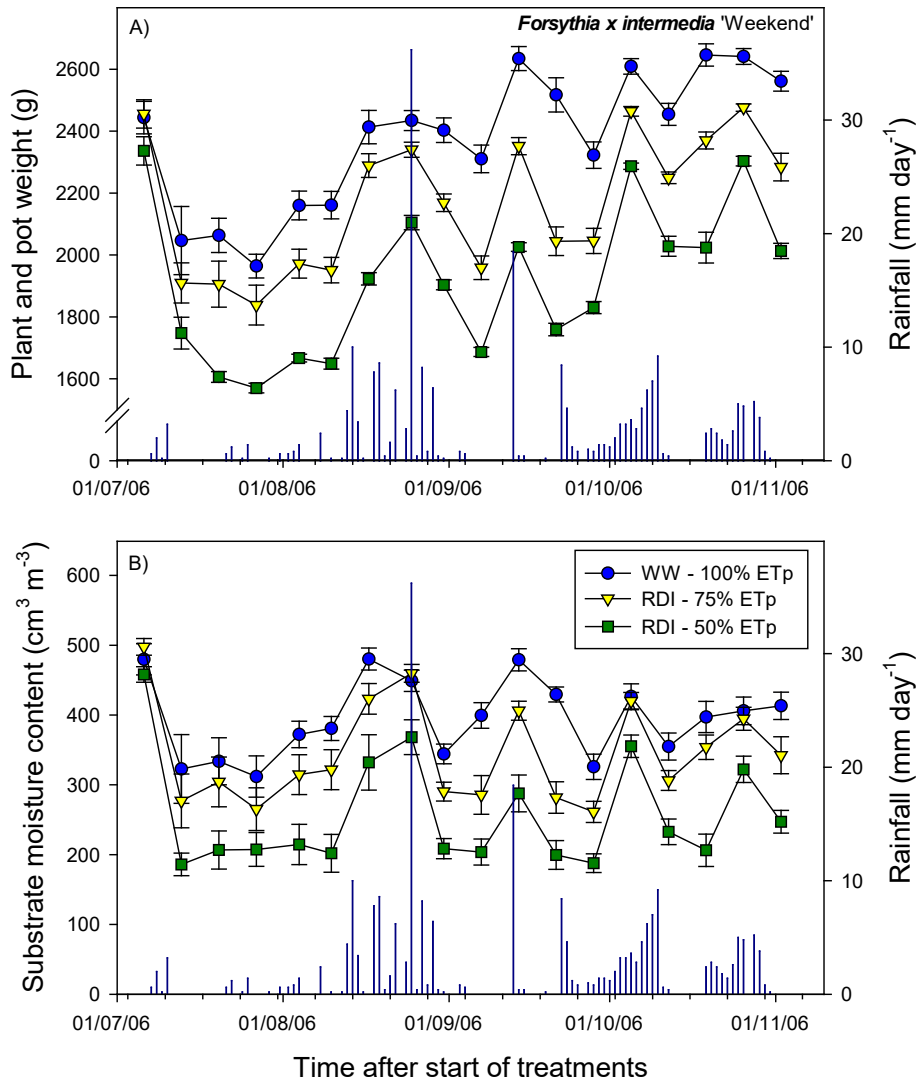 A)
Forsythia x intermedia 'Weekend'
Plant and pot weight (g)
2600
2400
2200
2000
1800
1600
0
30
20
10
0
Rainfall (mm day-1)
01/07/06 01/08/06 01/09/06 01/10/06 01/11/06
B)
WW - 100% ETp
RDI - 75% ETp
RDI - 50% ETp
Substrate moisture content (cm3 m-3)
600
500
400
300
200
100
0
30
20
10
0
Rainfall (mm day-1)
01/07/06 01/08/06 01/09/06 01/10/06 01/11/06
Time after start of treatments